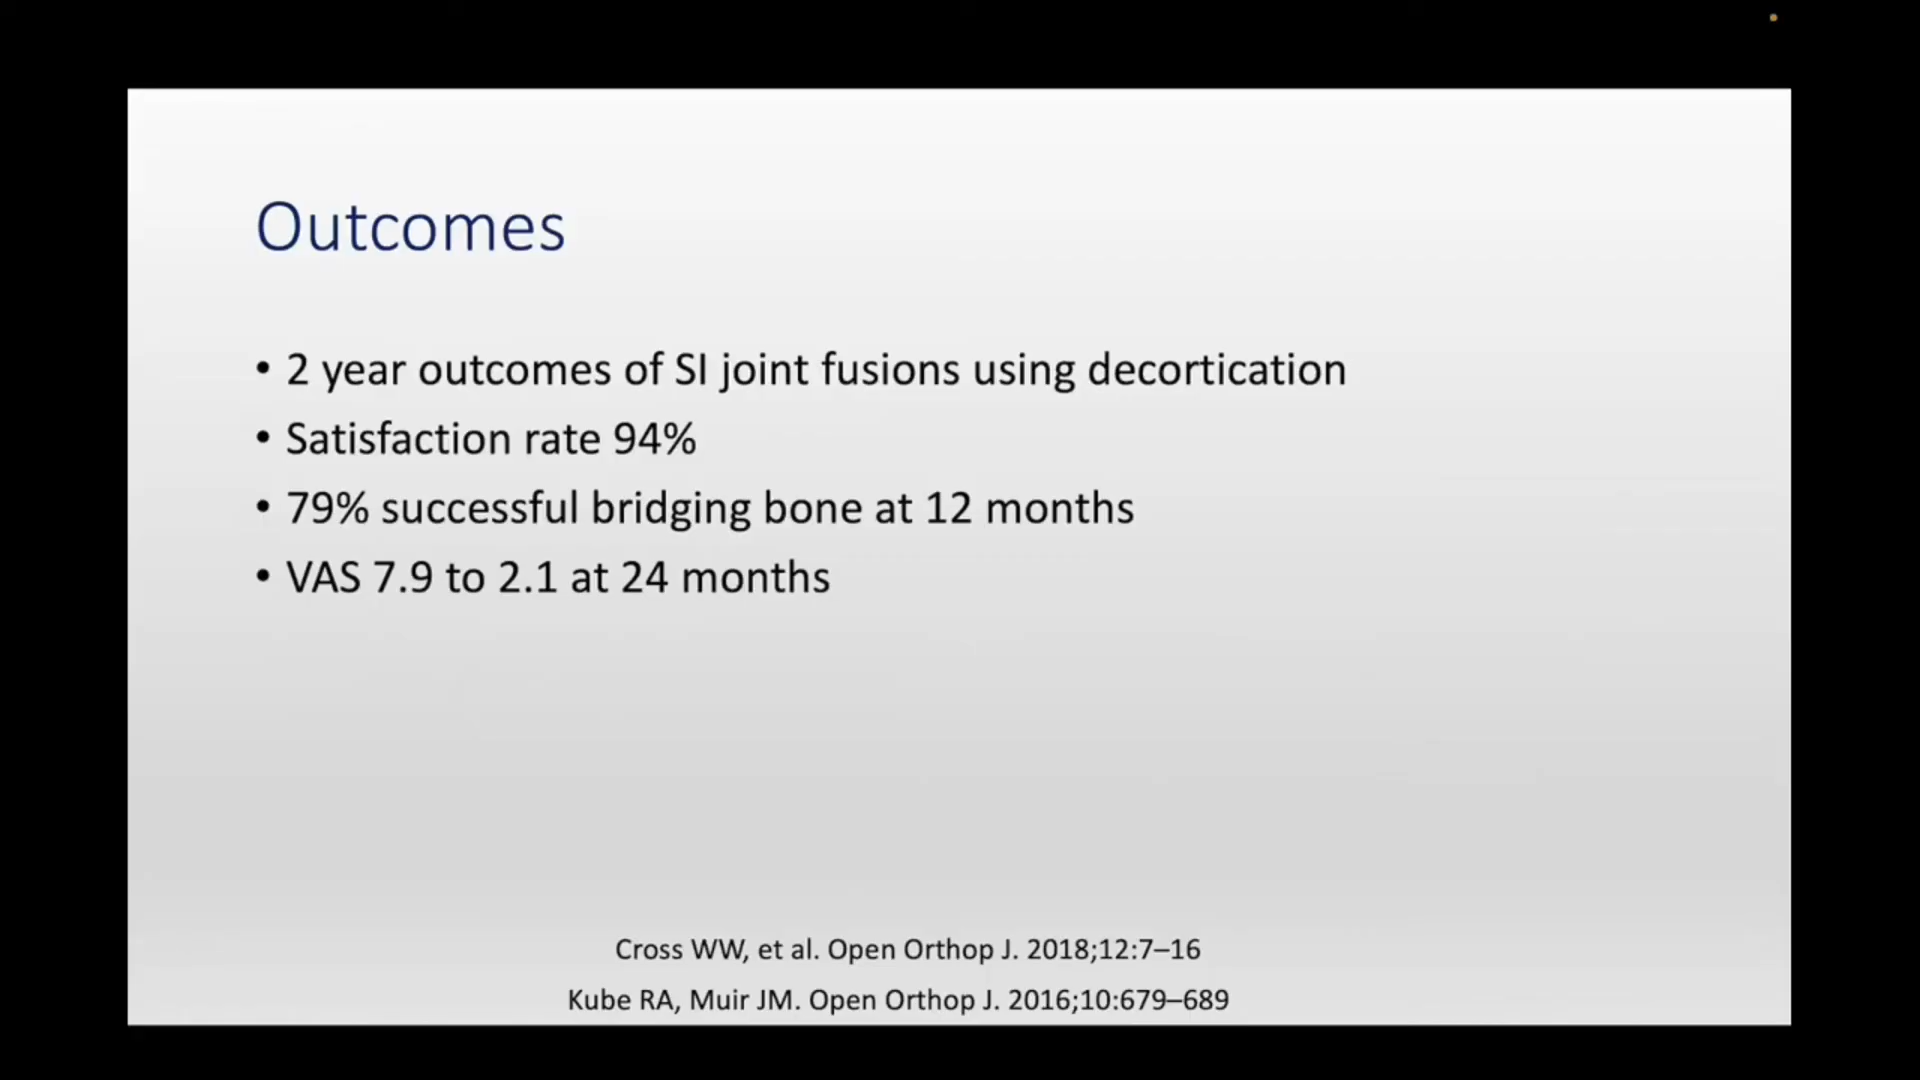 Outcomes
• 2 year outcomes of SI joint fusions using decortication
• Satisfaction rate 94%
• 79% successful bridging bone at 12 months
• VAS 7.9 to 2.1 at 24 months
Cross WW, et al. Open Orthop J. 2018;12:7–16
Kube RA, Muir JM. Open Orthop J. 2016;10:679–689